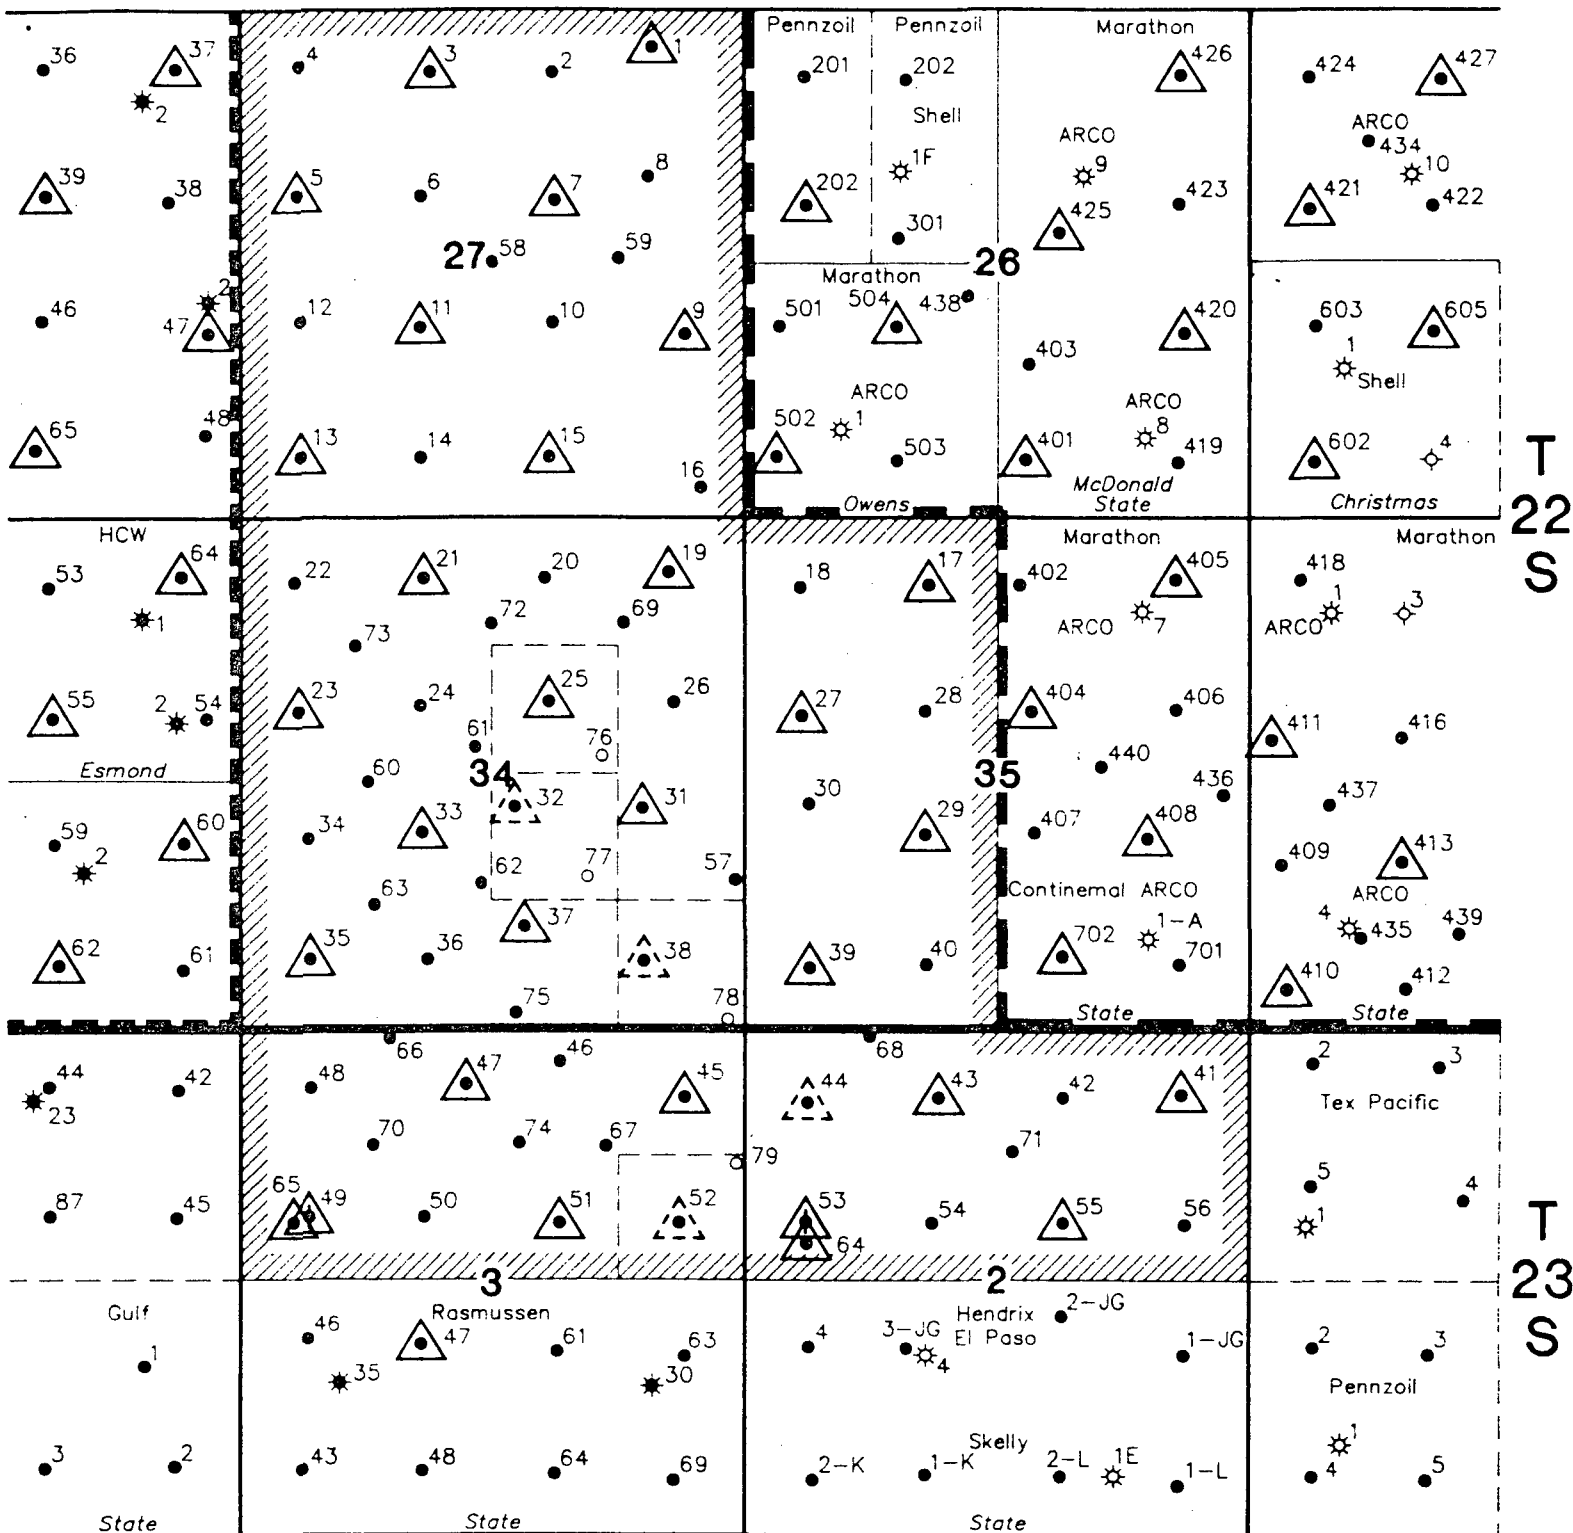 Pennzoil Pennzoil Marathon
36 37 4 3 2 1 201 202 426 424 427
2 Shell ARCO ARCO
434
39 38 5 6 7 8 202 1F 9 425 423 421 10 422
27 58 59 301 26
Marathon
46 2 47 12 11 10 9 501 504 438 403 420 603 605
1 Shell
ARCO ARCO
65 48 13 14 15 16 502 1 503 401 8 419 602 4
Owens McDonald State Christmas
T
22
S
HCW Marathon Marathon
53 64 22 21 20 19 18 17 402 405 418 1 3
1 73 72 69 ARCO 7 ARCO
55 2 54 23 24 25 26 27 28 404 406 411 416
61 76
Esmond 60 34 35 440 436 437
59 60 34 33 32 31 30 29 407 408 409 413
2 63 62 77 57 Continemal ARCO ARCO
1-A 4 435 439
62 61 35 36 37 38 39 40 702 701 410 412
75 78 State State
66 46 68 2 3
44 42 48 47 45 44 43 42 41 Tex Pacific
23 70 74 67 79 71
87 45 65 49 50 51 52 53 54 55 56 5 4
64 1
T
23
S
3 2
Gulf Rasmussen Hendrix 2-JG
El Paso
1 46 47 61 63 4 3-JG 4 1-JG 2 3
35 30 Pennzoil
Skelly 1
3 2 43 48 64 69 2-K 1-K 2-L 1E 1-L 4 5
State State State